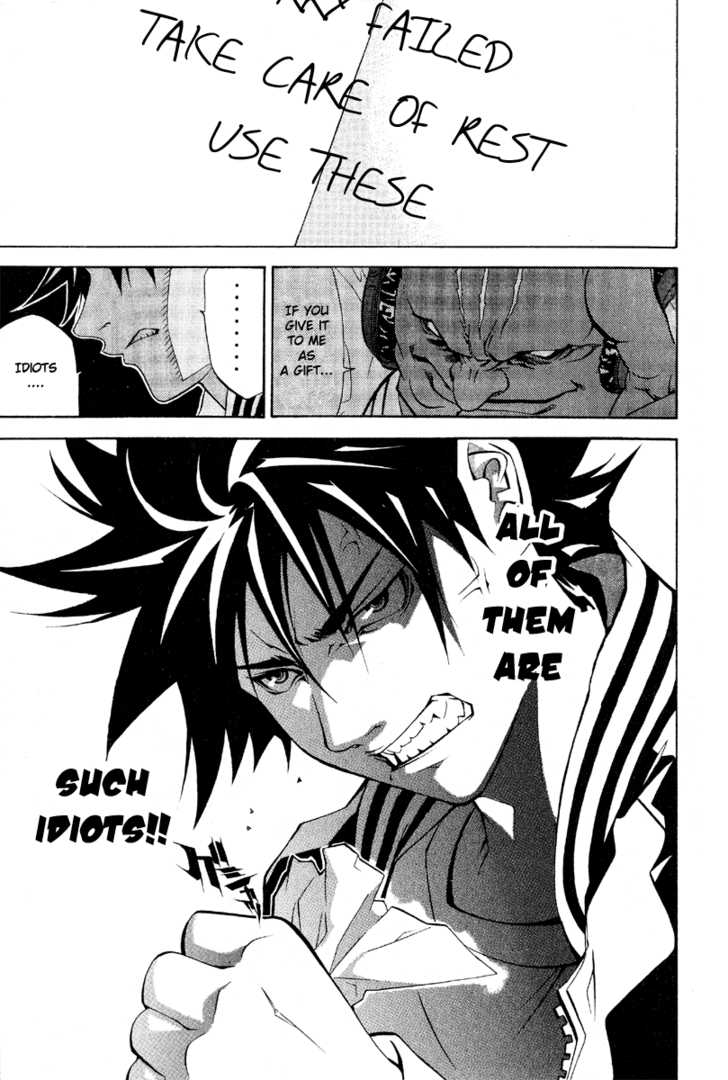 FAILED
TAKE CARE OF REST
USE THESE
IF YOU
GIVE IT
TO ME
AS
A GIFT...
IDIOTS
....
ALL
OF
THEM
ARE
SUCH
IDIOTS!!